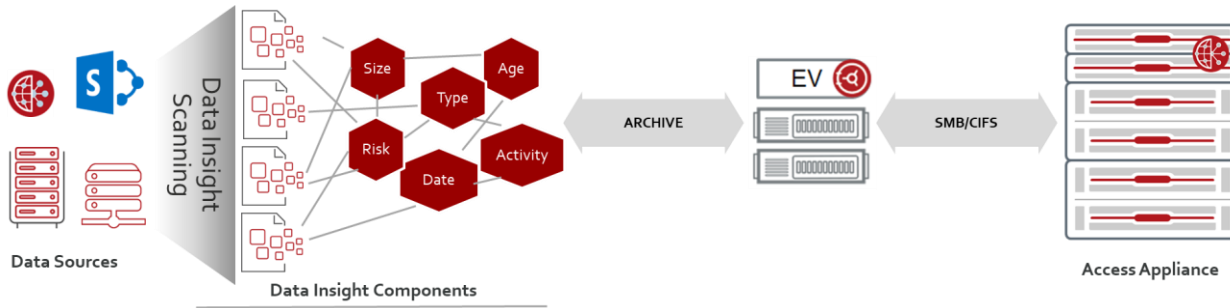 S
Data Insight
Scanning
Size
Age
Type
Risk
Activity
Date
ARCHIVE
EV
SMB/CIFS
Data Sources
Data Insight Components
Access Appliance